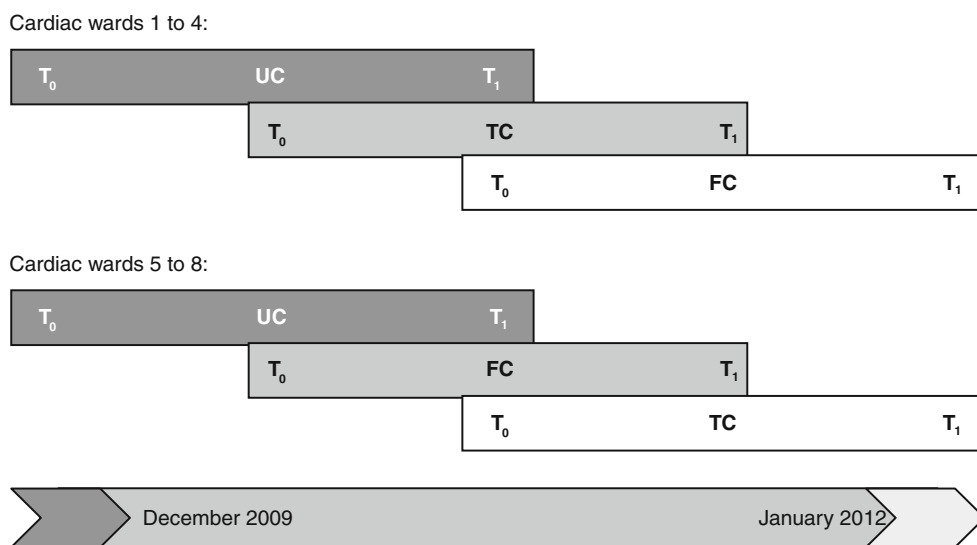 Cardiac wards 1 to 4:
T₀ UC T₁
T₀ TC T₁
T₀ FC T₁
Cardiac wards 5 to 8:
T₀ UC T₁
T₀ FC T₁
T₀ TC T₁
December 2009 January 2012